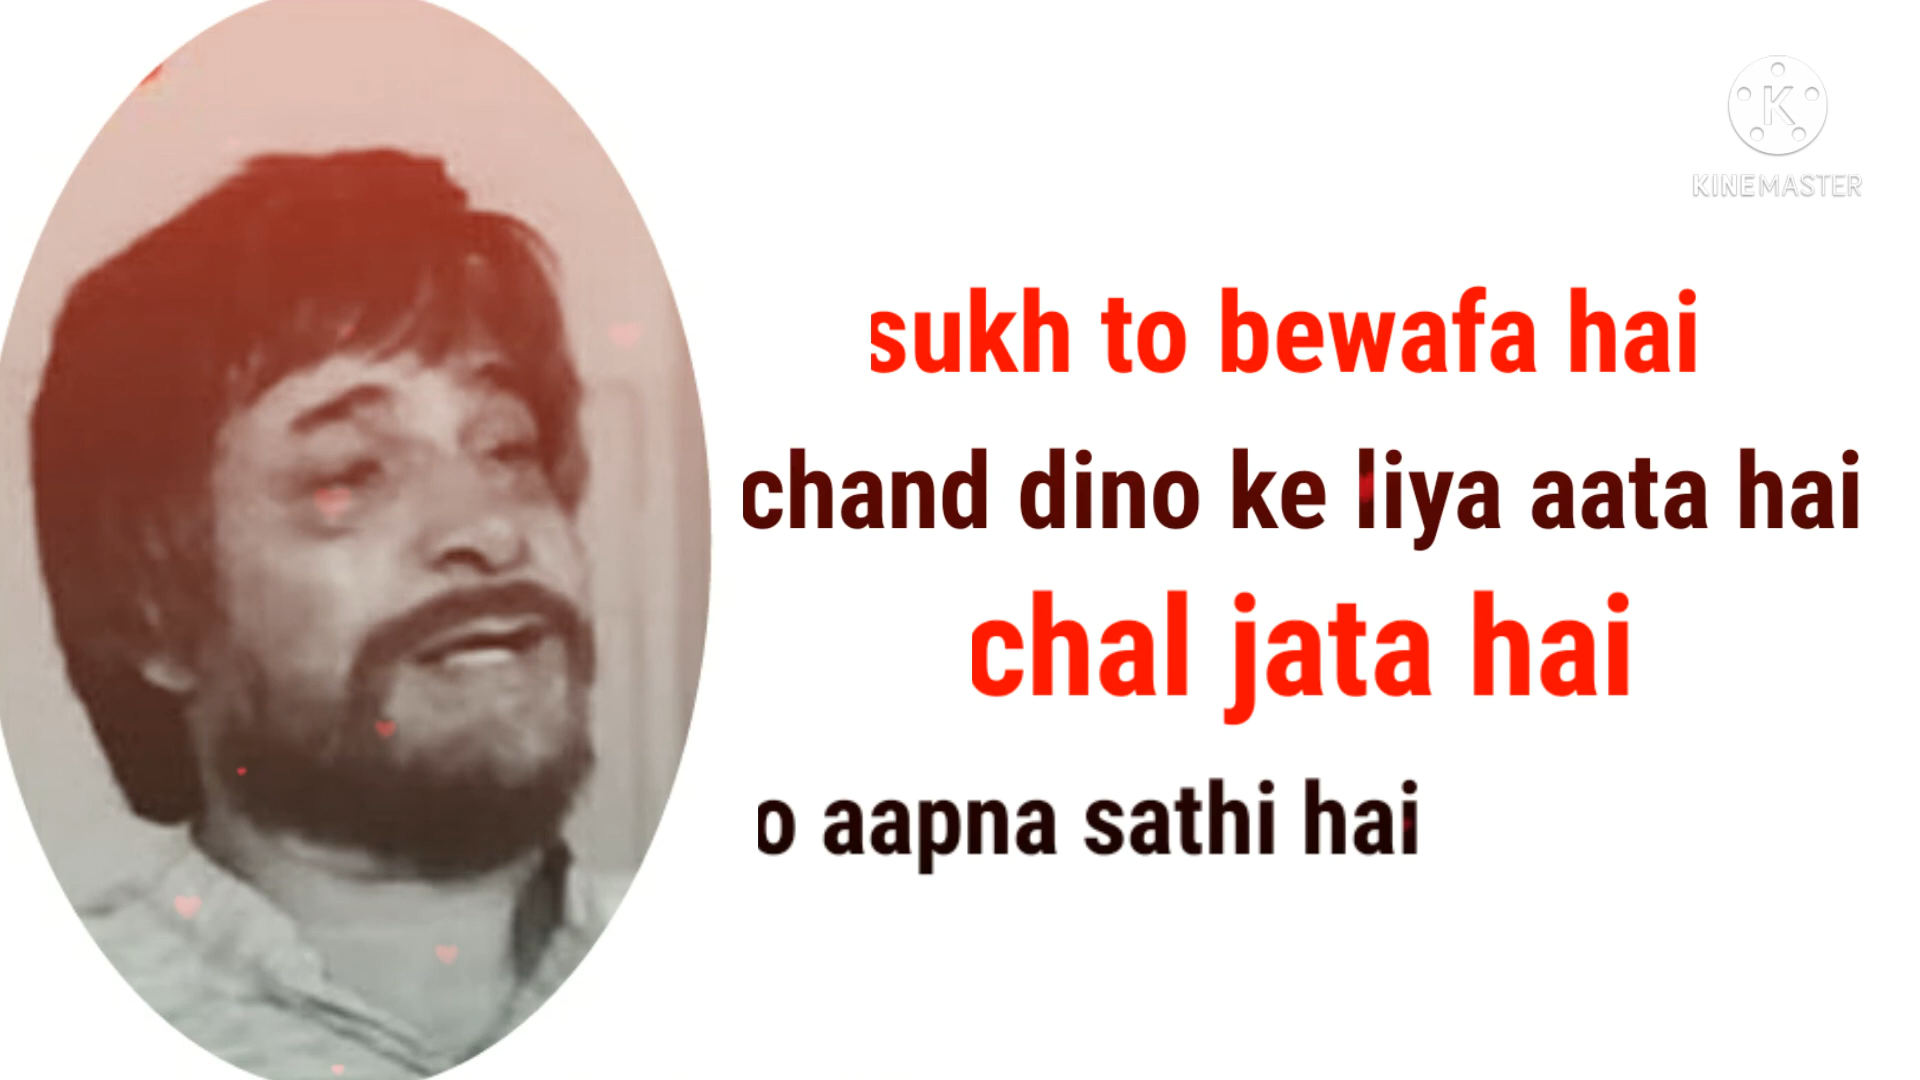 KINEMASTER
sukh to bewafa hai
chand dino ke liya aata hai
chal jata hai
o aapna sathi hai